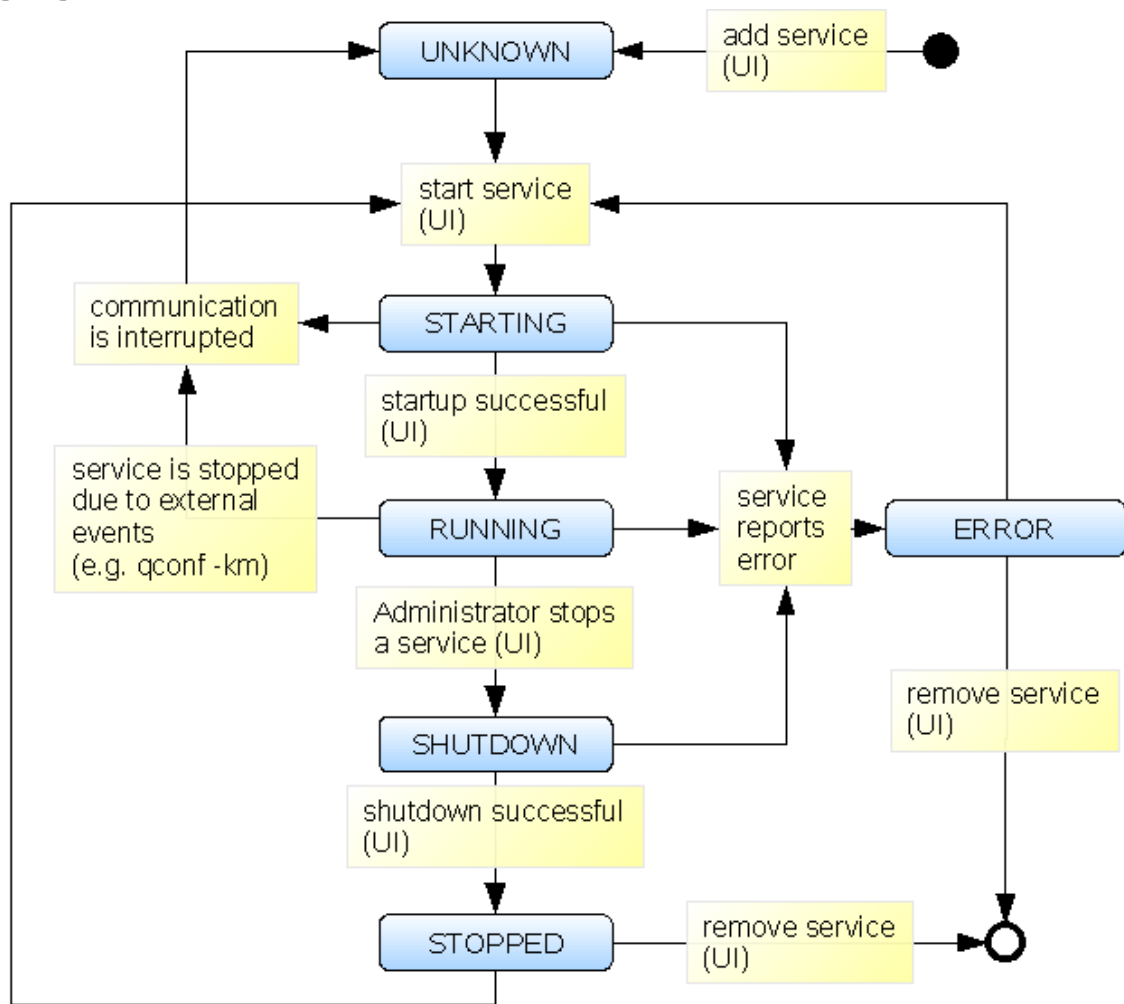 UNKNOWN
add service
(UI)
start service
(UI)
communication
is interrupted
STARTING
startup successful
(UI)
service is stopped
due to external
events
(e.g. qconf -km)
RUNNING
service
reports
error
ERROR
Administrator stops
a service (UI)
remove service
(UI)
SHUTDOWN
shutdown successful
(UI)
STOPPED
remove service
(UI)